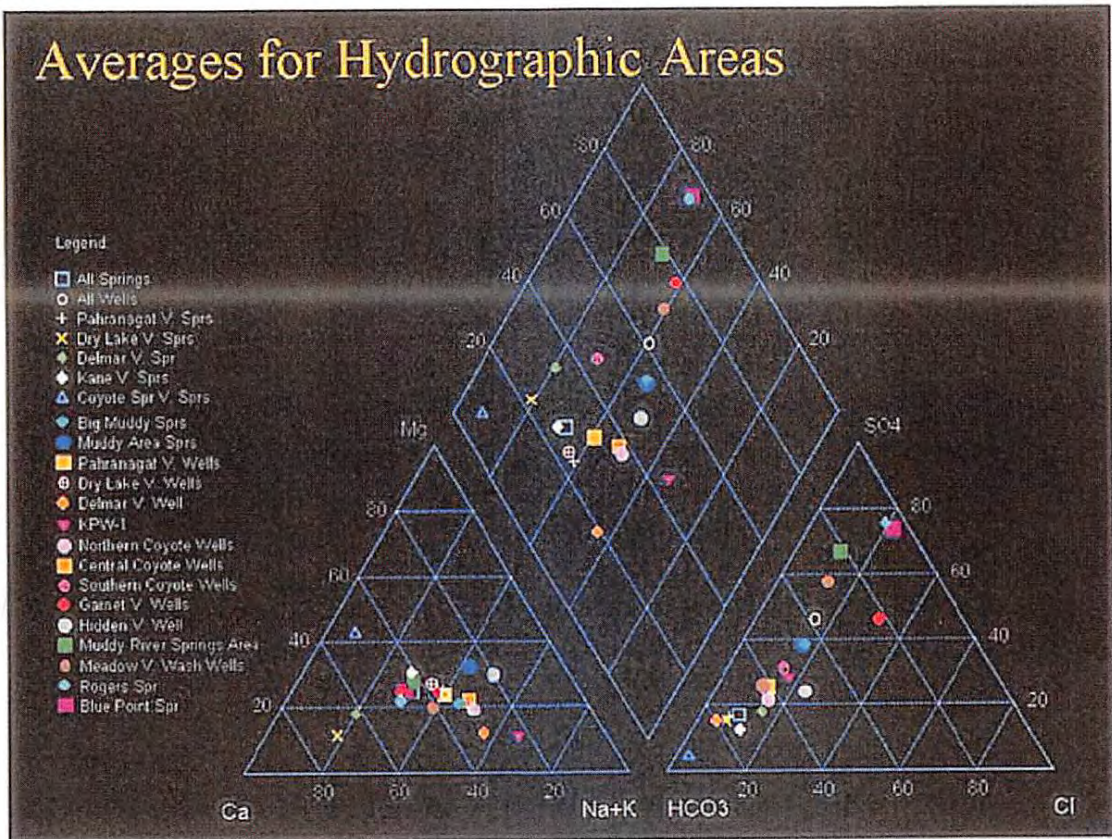 Averages for Hydrographic Areas
80 80
60 60
40 40
20 20
Legend
All Springs
All Wells
Pahranagat V. Sprs
Dry Lake V. Sprs
Delmar V. Spr
Kane V. Sprs
Coyote Spr V. Sprs
Big Muddy Sprs
Muddy Area Sprs
Pahranagat V. Wells
Dry Lake V. Wells
Delmar V. Well
KPW-1
Northern Coyote Wells
Central Coyote Wells
Southern Coyote Wells
Garnet V. Wells
Hidden V. Well
Muddy River Springs Area
Meadow V. Wash Wells
Rogers Spr
Blue Point Spr
Mg
80
60
40
20
SO4
80
60
40
20
80 60 40 20
20 40 60 80
Ca Na+K HCO3 Cl